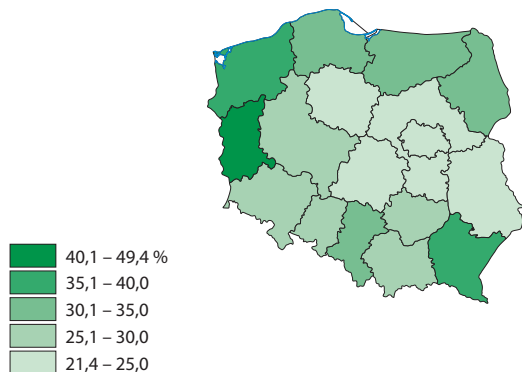 40,1 – 49,4 %
35,1 – 40,0
30,1 – 35,0
25,1 – 30,0
21,4 – 25,0